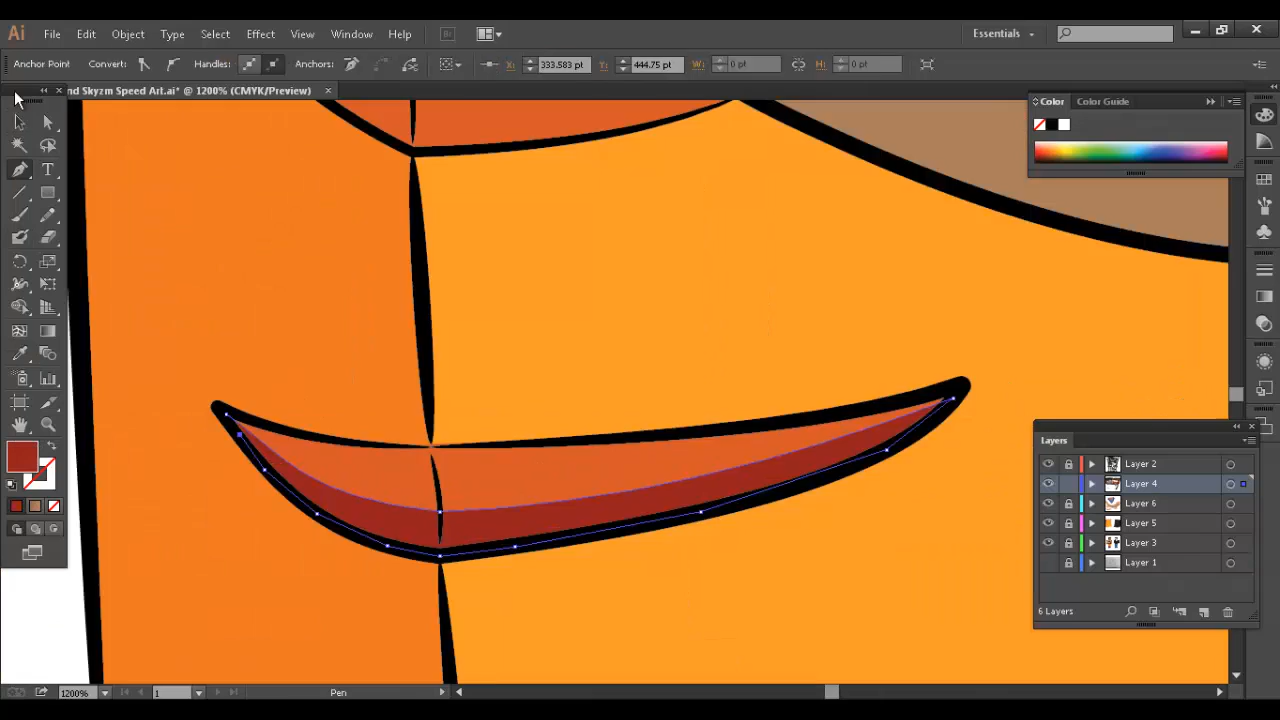 Ai File Edit Object Type Select Effect View Window Help Br Essentials
Anchor Point Convert: Handles: Anchors: X: 333.583 pt Y: 444.75 pt W: 0 pt H: 0 pt
nd Skyzm Speed Art.ai* @ 1200% (CMYK/Preview) ×
Color Color Guide
T
Layers
Layer 2
Layer 4
Layer 6
Layer 5
Layer 3
Layer 1
6 Layers
1200% 1 Pen